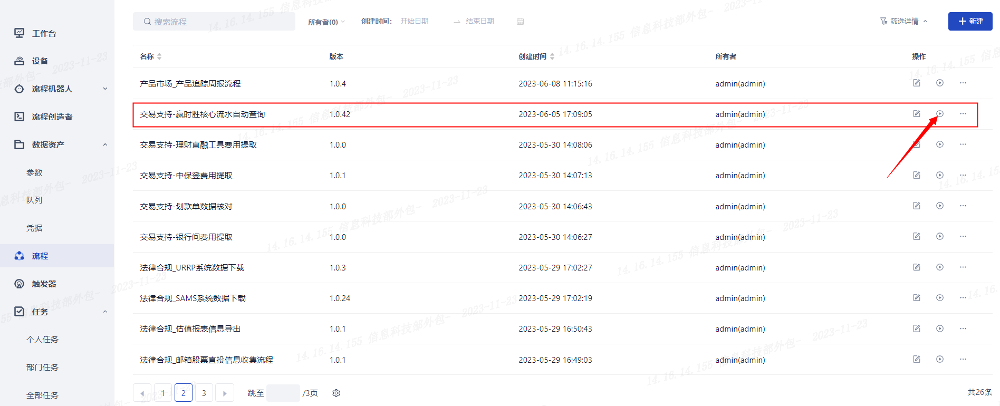 搜索流程 所有者(0) 创建时间： 开始日期 → 结束日期 筛选详情 + 新建
工作台
设备
流程机器人
流程创造者
数据资产
参数
队列
凭据
流程
触发器
任务
个人任务
部门任务
全部任务
名称 版本 创建时间 所有者 操作
产品市场_产品追踪周报流程 1.0.4 2023-06-08 11:15:16 admin(admin)
交易支持-赢时胜核心流水自动查询 1.0.42 2023-06-05 17:09:05 admin(admin)
交易支持-理财直融工具费用提取 1.0.0 2023-05-30 14:08:06 admin(admin)
交易支持-中保登费用提取 1.0.1 2023-05-30 14:07:13 admin(admin)
交易支持-划款单数据核对 1.0.0 2023-05-30 14:06:43 admin(admin)
交易支持-银行间费用提取 1.0.0 2023-05-30 14:06:27 admin(admin)
法律合规_URRP系统数据下载 1.0.3 2023-05-29 17:02:27 admin(admin)
法律合规_SAMS系统数据下载 1.0.24 2023-05-29 17:02:19 admin(admin)
法律合规_估值报表信息导出 1.0.1 2023-05-29 16:50:43 admin(admin)
法律合规_邮箱股票直投信息收集流程 1.0.1 2023-05-29 16:49:03 admin(admin)
1 2 3 跳至 /3页 共26条
14.16.14.155 信息科技部外包- 2023-11-23